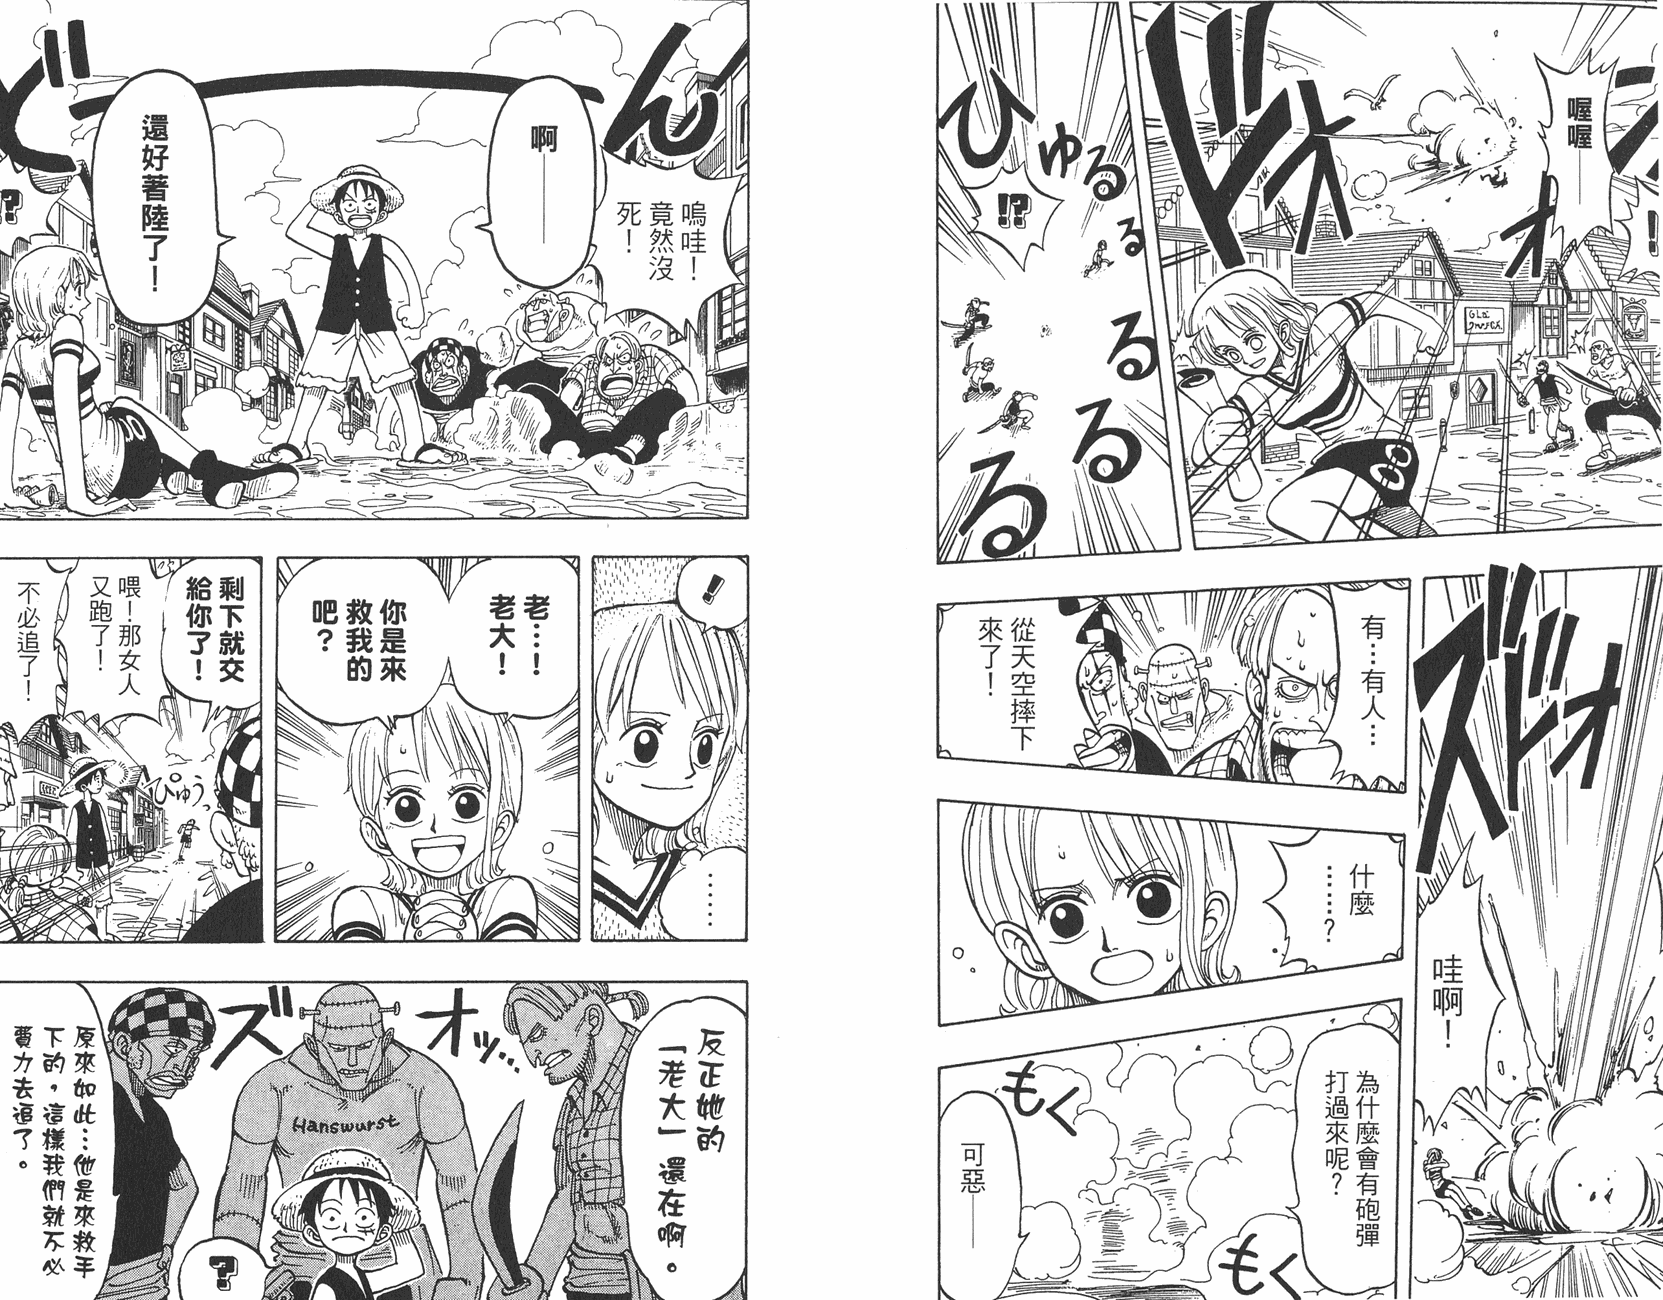 喔喔──
!
ドォオオ
ひゅるるるるるる
!?
GLa
ズドォ
哇啊！
有…有人…
從天空摔下
來了！
什麼
……?
為什麼會有砲彈
打過來呢？
もく
可惡
もく
どーん
嗚哇！
竟然沒
死！
啊──
還好著陸了！
!?
!
……
老…！
老大！
你是來
救我的
吧？
剩下就交
給你了！
喂！那女人
又跑了！
不必追了！
ぴゅうっ
反正她的
「老大」還在啊。
ズオッ…
Hanswurst
?
原來如此…他是來救手
下的，這樣我們就不必
費力去追了。